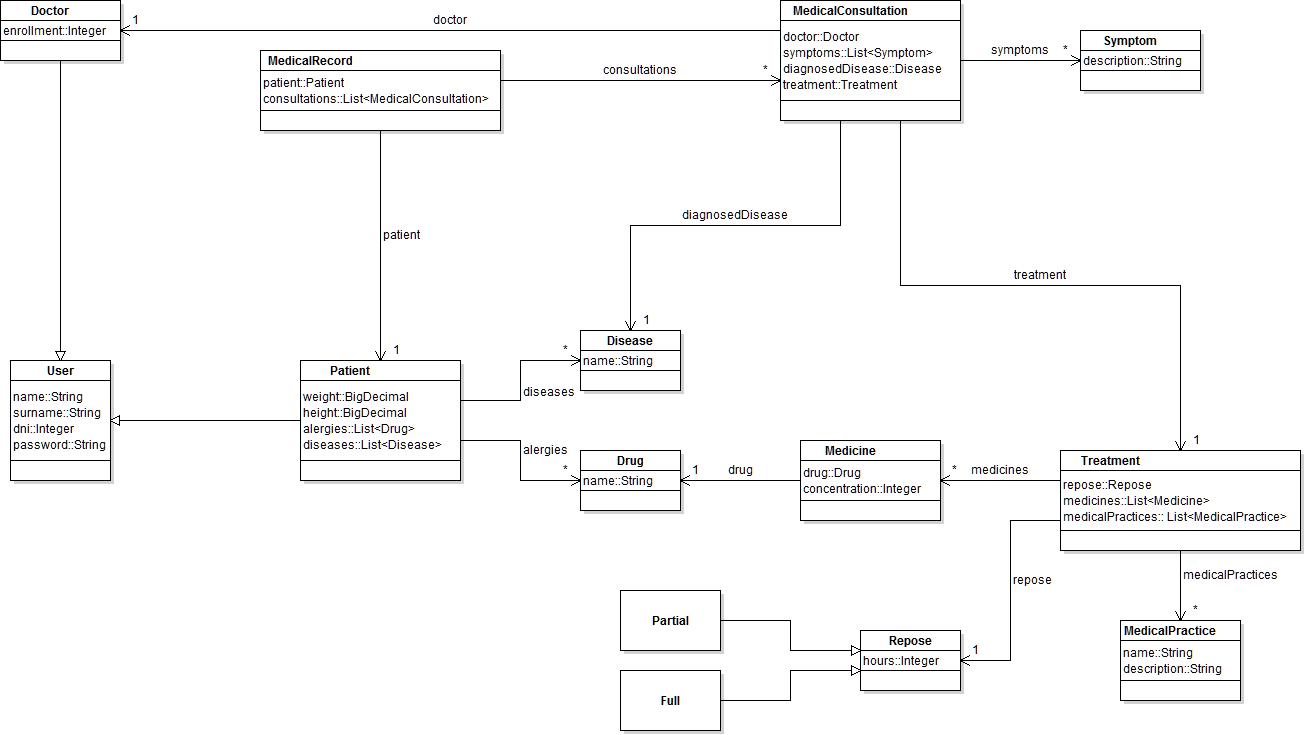 Doctor
enrollment::Integer
1
doctor
MedicalConsultation
doctor::Doctor
symptoms::List<Symptom>
diagnosedDisease::Disease
treatment::Treatment
symptoms
*
Symptom
description::String
MedicalRecord
patient::Patient
consultations::List<MedicalConsultation>
consultations
*
diagnosedDisease
1
patient
1
treatment
1
User
name::String
surname::String
dni::Integer
password::String
Patient
weight::BigDecimal
height::BigDecimal
alergies::List<Drug>
diseases::List<Disease>
*
diseases
Disease
name::String
alergies
*
Drug
name::String
1
drug
Medicine
drug::Drug
concentration::Integer
*
medicines
Treatment
repose::Repose
medicines::List<Medicine>
medicalPractices:: List<MedicalPractice>
repose
1
medicalPractices
*
Partial
Full
Repose
hours::Integer
MedicalPractice
name::String
description::String